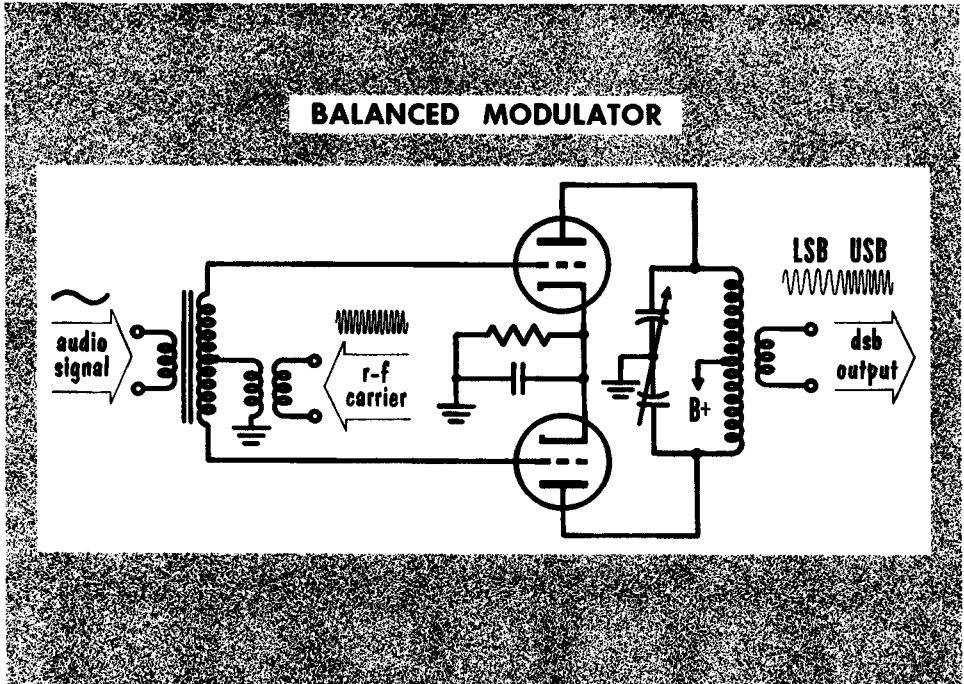 BALANCED MODULATOR
audio
signal
r-f
carrier
B+
LSB USB
dsb
output